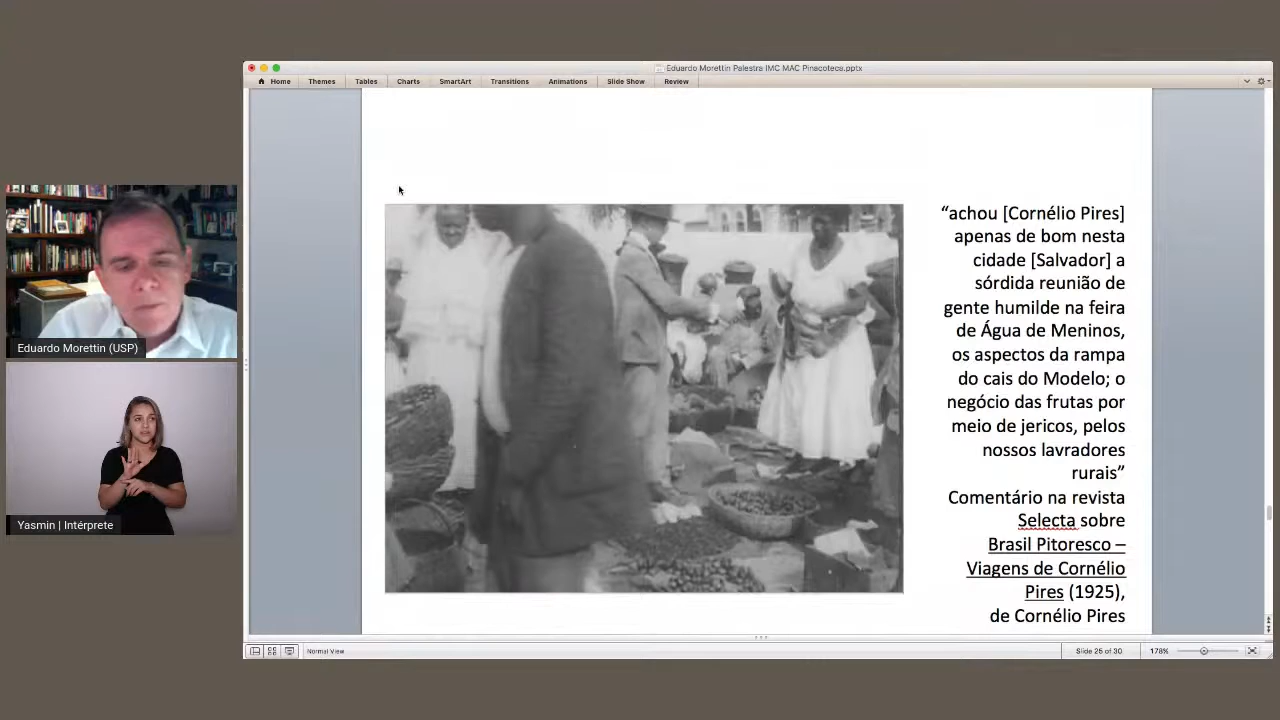 Eduardo Morettin Palestra IMC MAC Pinacoteca.pptx
Home Themes Tables Charts SmartArt Transitions Animations Slide Show Review
“achou [Cornélio Pires]
apenas de bom nesta
cidade [Salvador] a
sórdida reunião de
gente humilde na feira
de Água de Meninos,
os aspectos da rampa
do cais do Modelo; o
negócio das frutas por
meio de jericos, pelos
nossos lavradores
rurais”
Comentário na revista
Selecta sobre
Brasil Pitoresco –
Viagens de Cornélio
Pires (1925),
de Cornélio Pires
Eduardo Morettin (USP)
Yasmin | Intérprete
Normal View
Slide 25 of 30
178%